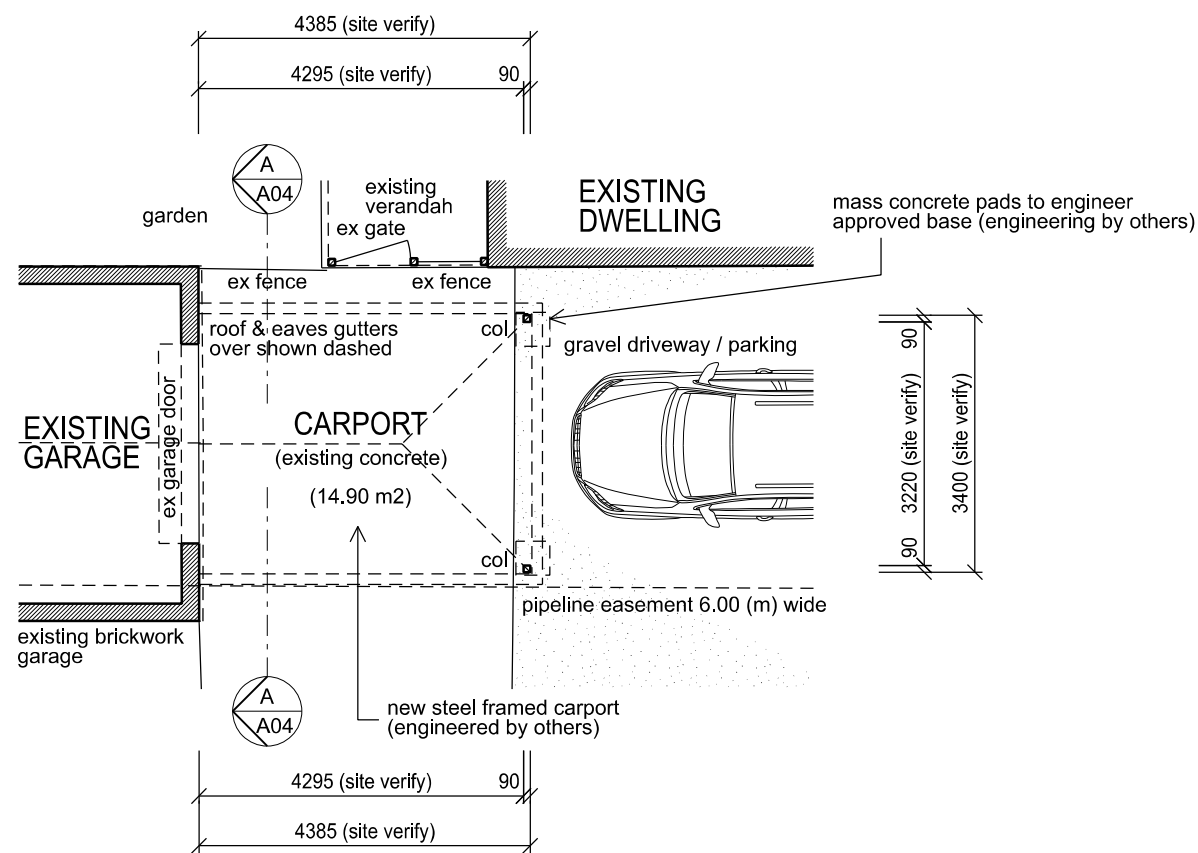 4385 (site verify)
4295 (site verify)
90
A
A04
garden
existing
verandah
ex gate
EXISTING
DWELLING
mass concrete pads to engineer
approved base (engineering by others)
ex fence
ex fence
roof & eaves gutters
over shown dashed
col
gravel driveway / parking
EXISTING
GARAGE
ex garage door
CARPORT
(existing concrete)
(14.90 m2)
90
3220 (site verify)
90
3400 (site verify)
col
pipeline easement 6.00 (m) wide
existing brickwork
garage
A
A04
new steel framed carport
(engineered by others)
4295 (site verify)
90
4385 (site verify)